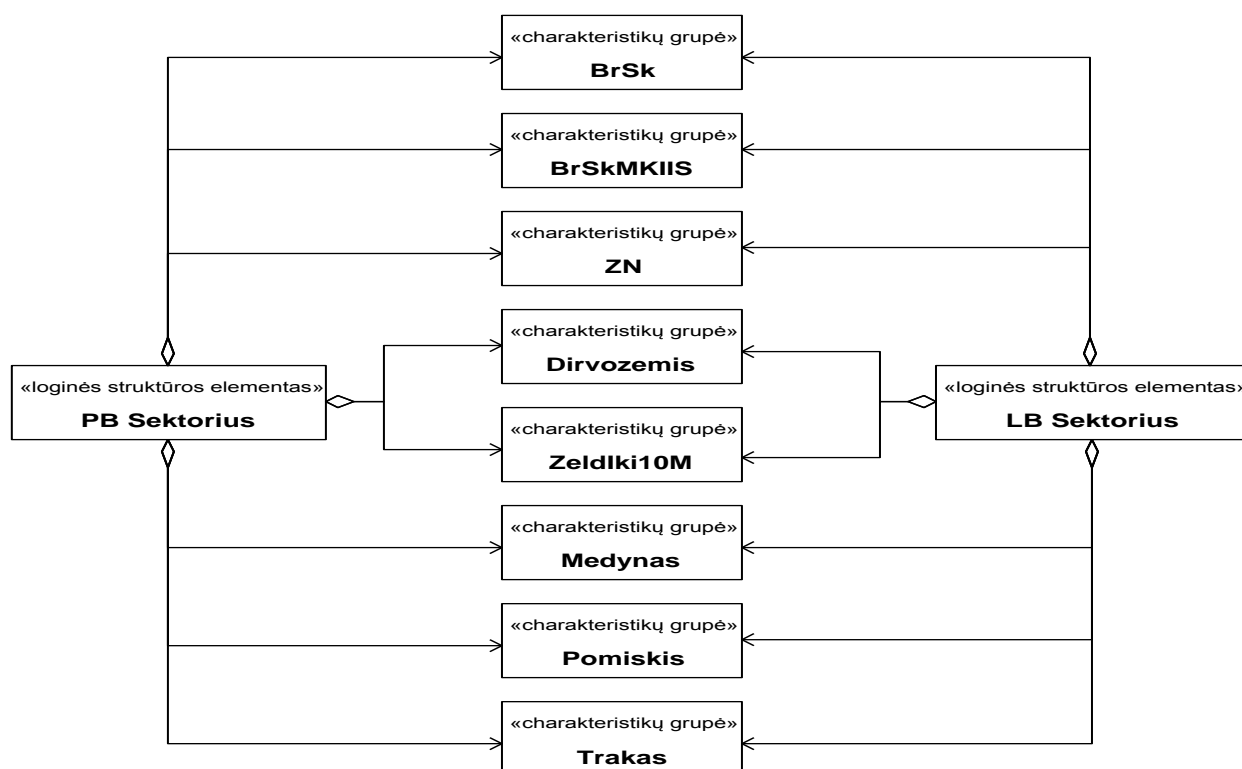 «charakteristikų grupė»
BrSk
«charakteristikų grupė»
BrSkMKIIS
«charakteristikų grupė»
ZN
«charakteristikų grupė»
Dirvozemis
«loginės struktūros elementas»
PB Sektorius
«loginės struktūros elementas»
LB Sektorius
«charakteristikų grupė»
ZeldIki10M
«charakteristikų grupė»
Medynas
«charakteristikų grupė»
Pomiskis
«charakteristikų grupė»
Trakas